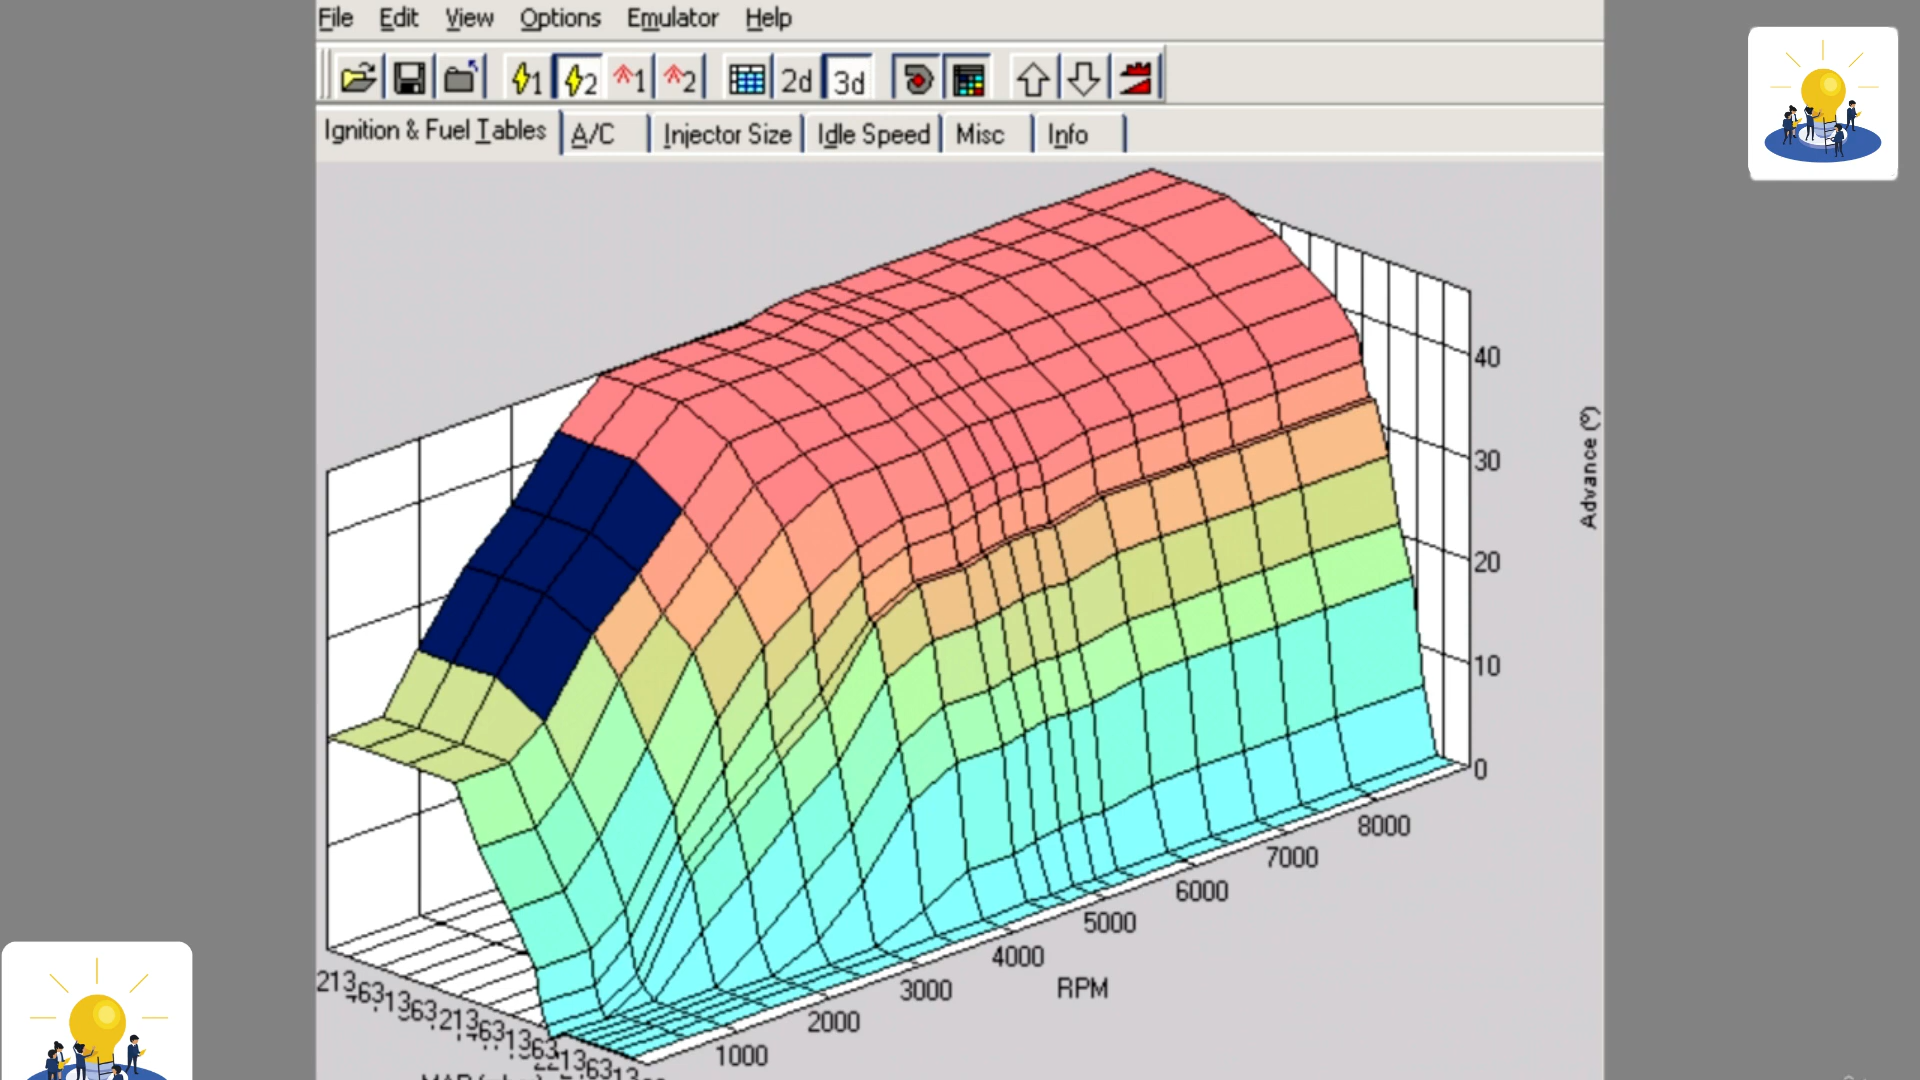 File Edit View Options Emulator Help
1 2 1 2 2d 3d
Ignition & Fuel Tables A/C Injector Size Idle Speed Misc Info
40
30
20
10
0
Advance (º)
8000
7000
6000
5000
4000
3000
2000
1000
RPM
213